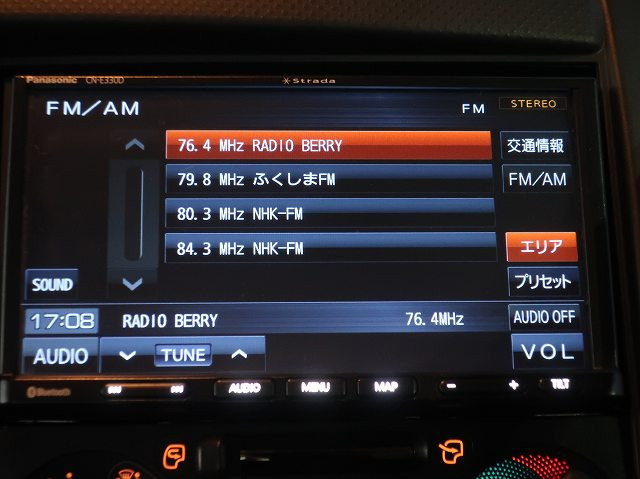 Panasonic CN-E330D Strada
FM/AM FM STEREO
76.4 MHz RADIO BERRY 交通情報
79.8 MHz ふくしまFM FM/AM
80.3 MHz NHK-FM
84.3 MHz NHK-FM エリア
SOUND プリセット
17:08 RADIO BERRY 76.4MHz AUDIO OFF
AUDIO TUNE VOL
Bluetooth AUDIO MENU MAP - + TILT